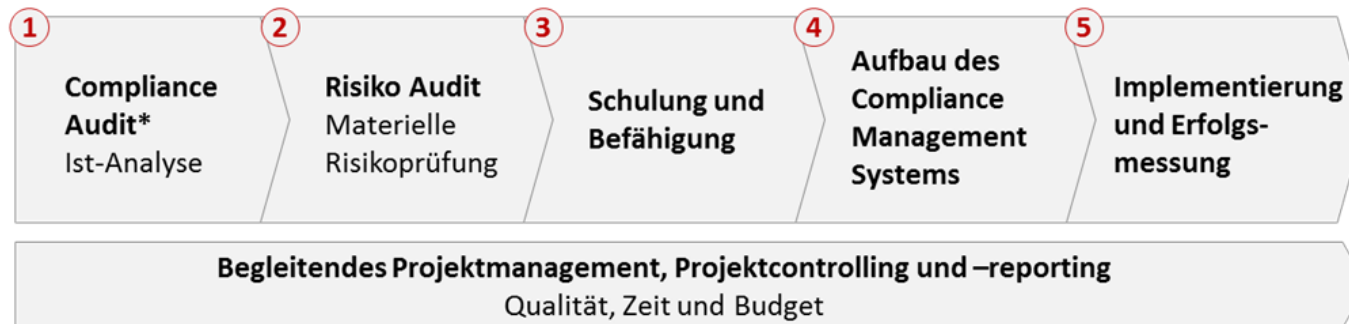 1
Compliance
Audit*
Ist-Analyse
2
Risiko Audit
Materielle
Risikoprüfung
3
Schulung und
Befähigung
4
Aufbau des
Compliance
Management
Systems
5
Implementierung
und Erfolgs-
messung
Begleitendes Projektmanagement, Projektcontrolling und –reporting
Qualität, Zeit und Budget